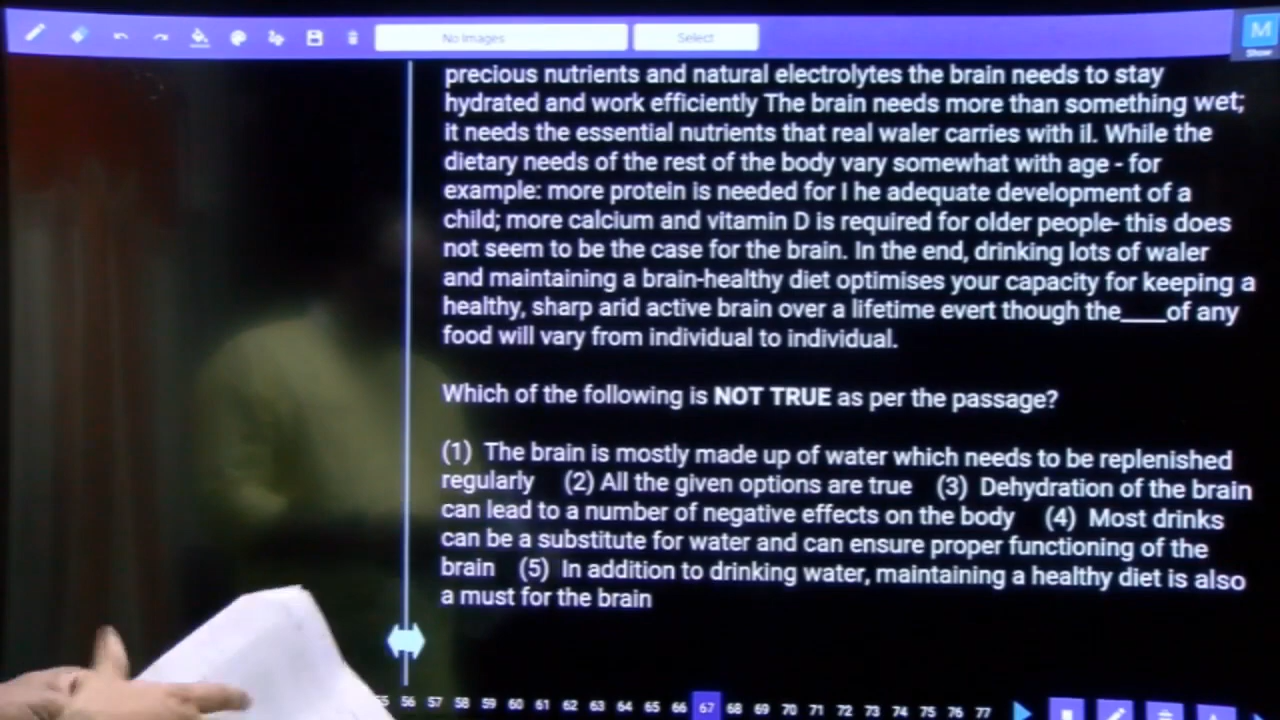 No Images
Select
M
Show
precious nutrients and natural electrolytes the brain needs to stay
hydrated and work efficiently The brain needs more than something wet;
it needs the essential nutrients that real waler carries with il. While the
dietary needs of the rest of the body vary somewhat with age - for
example: more protein is needed for l he adequate development of a
child; more calcium and vitamin D is required for older people- this does
not seem to be the case for the brain. In the end, drinking lots of waler
and maintaining a brain-healthy diet optimises your capacity for keeping a
healthy, sharp arid active brain over a lifetime evert though the____of any
food will vary from individual to individual.
Which of the following is NOT TRUE as per the passage?
(1) The brain is mostly made up of water which needs to be replenished
regularly (2) All the given options are true (3) Dehydration of the brain
can lead to a number of negative effects on the body (4) Most drinks
can be a substitute for water and can ensure proper functioning of the
brain (5) In addition to drinking water, maintaining a healthy diet is also
a must for the brain
56 57 58 59 60 61 62 63 64 65 66 67 68 69 70 71 72 73 74 75 76 77